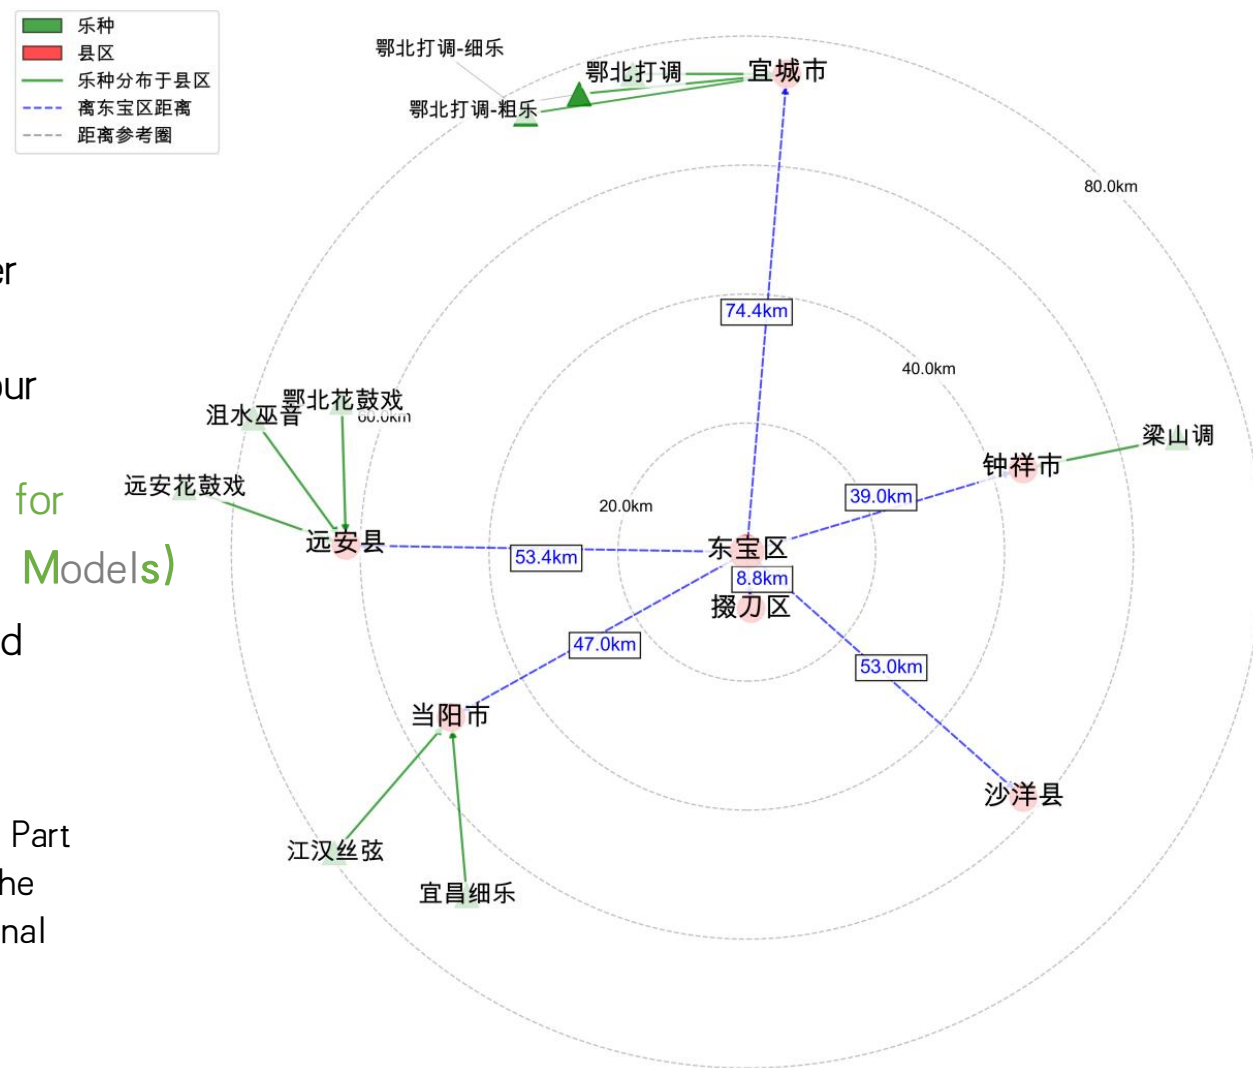 乐种
县区
乐种分布于县区
离东宝区距离
距离参考圈
鄂北打调-细乐
鄂北打调
宜城市
鄂北打调-粗乐
80.0km
er
74.4km
40.0km
our
鄂北花鼓戏
沮水巫音
60.0km
梁山调
钟祥市
远安花鼓戏
for
39.0km
20.0km
远安县
东宝区
53.4km
Models)
8.8km
掇刀区
d
47.0km
53.0km
当阳市
沙洋县
Part
江汉丝弦
he
宜昌细乐
nal